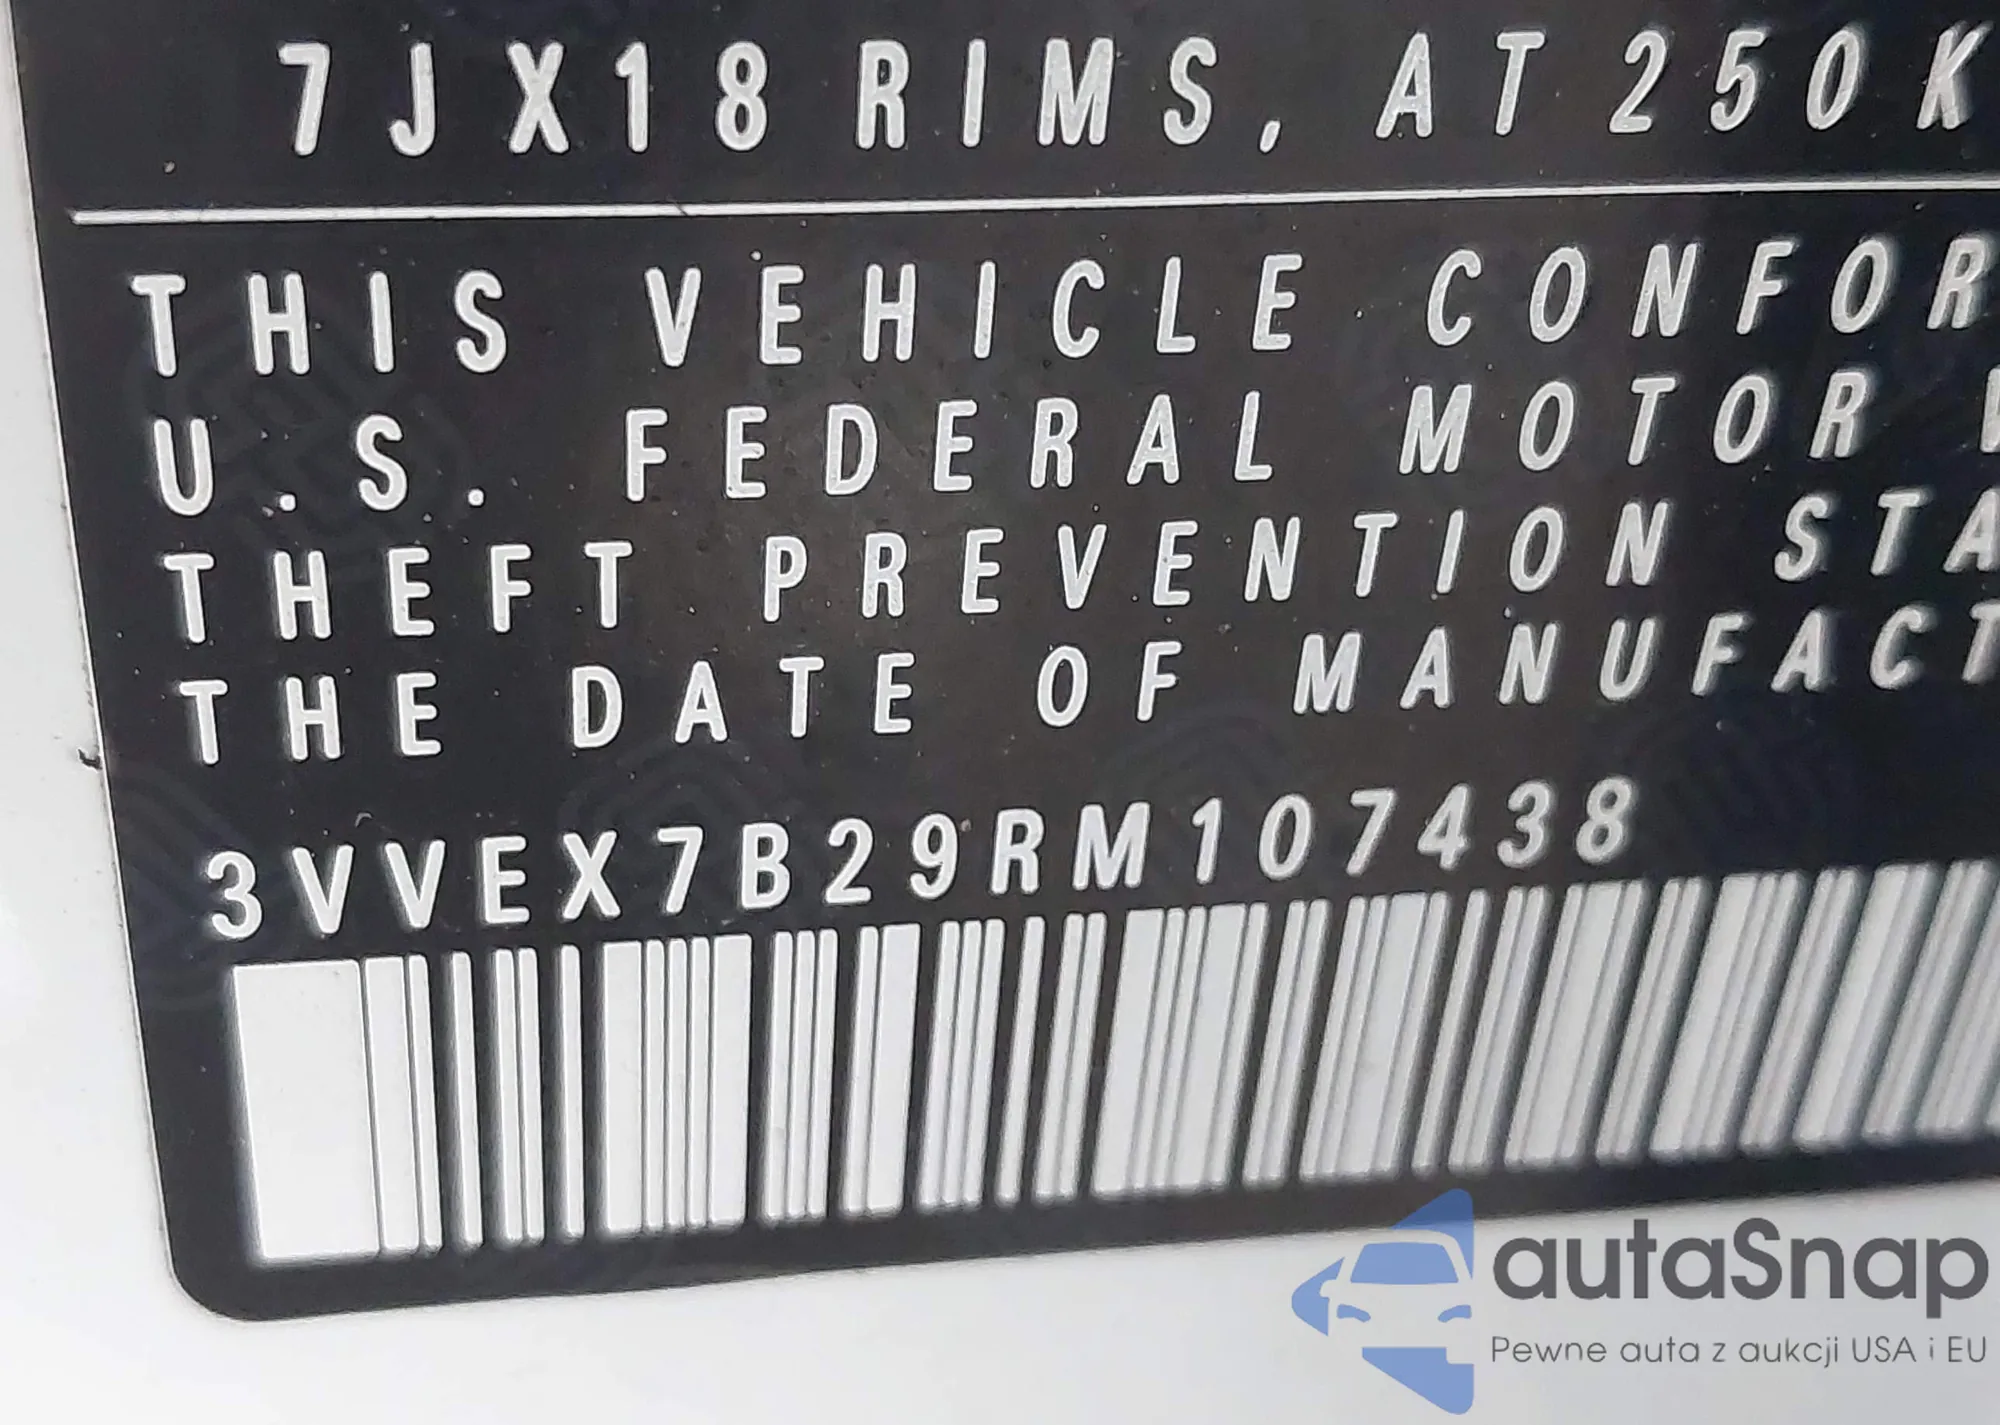 7JX18 RIMS, AT 250 K
THIS VEHICLE CONFOR
U.S. FEDERAL MOTOR
THEFT PREVENTION STA
THE DATE OF MANUFACT
3VVEX7B29RM107438
autaSnap
Pewne auta z aukcji USA i EU